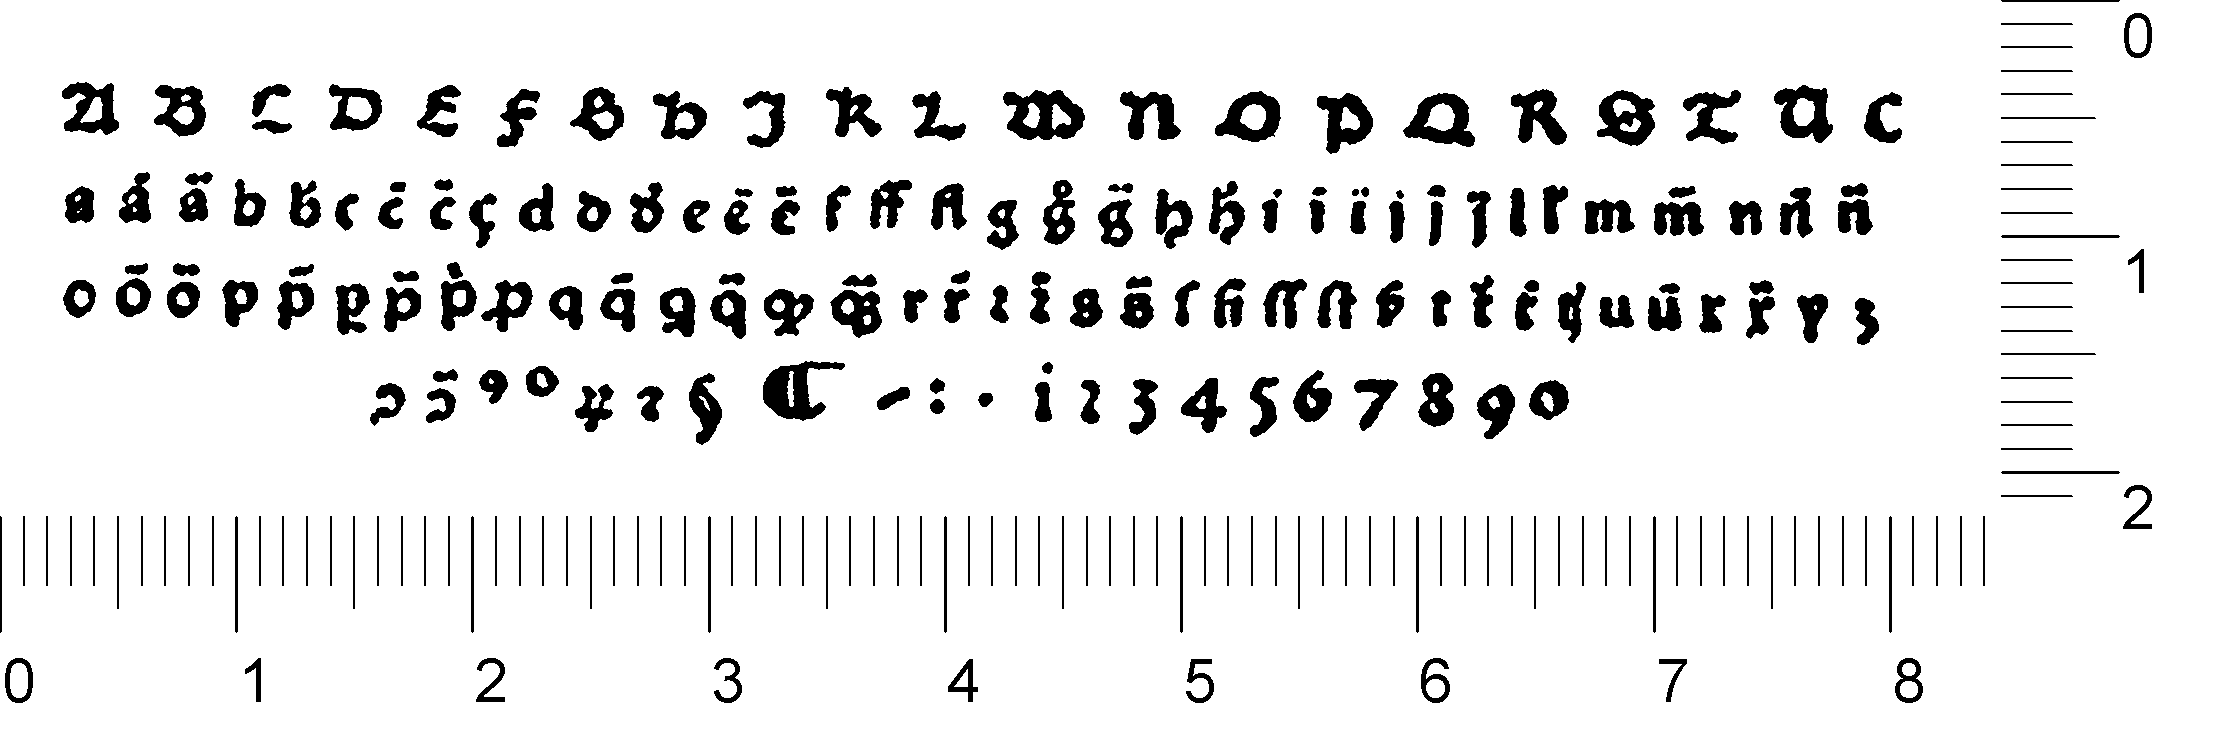 A B C D E F G H I K L M N O P Q R S T U C
a á ã b b̃ c c̄ c̃ ç d d d̃ e ē ẽ f ff fl g g̊ g̃ h h̃ i ī ï j j̄ j̃ l l̃ m m̃ n n̄ ñ
o ō õ p p̄ p̱ p̃ p̀ ꝓ q q̄ q̃ r r̄ ꝛ s s̃ ſ ſi ſſ ſt v t t̄ u ū x x̃ y z
ꝰ o ꝛ ¶ : · 1 2 3 4 5 6 7 8 9 0
0
1
2
0 1 2 3 4 5 6 7 8